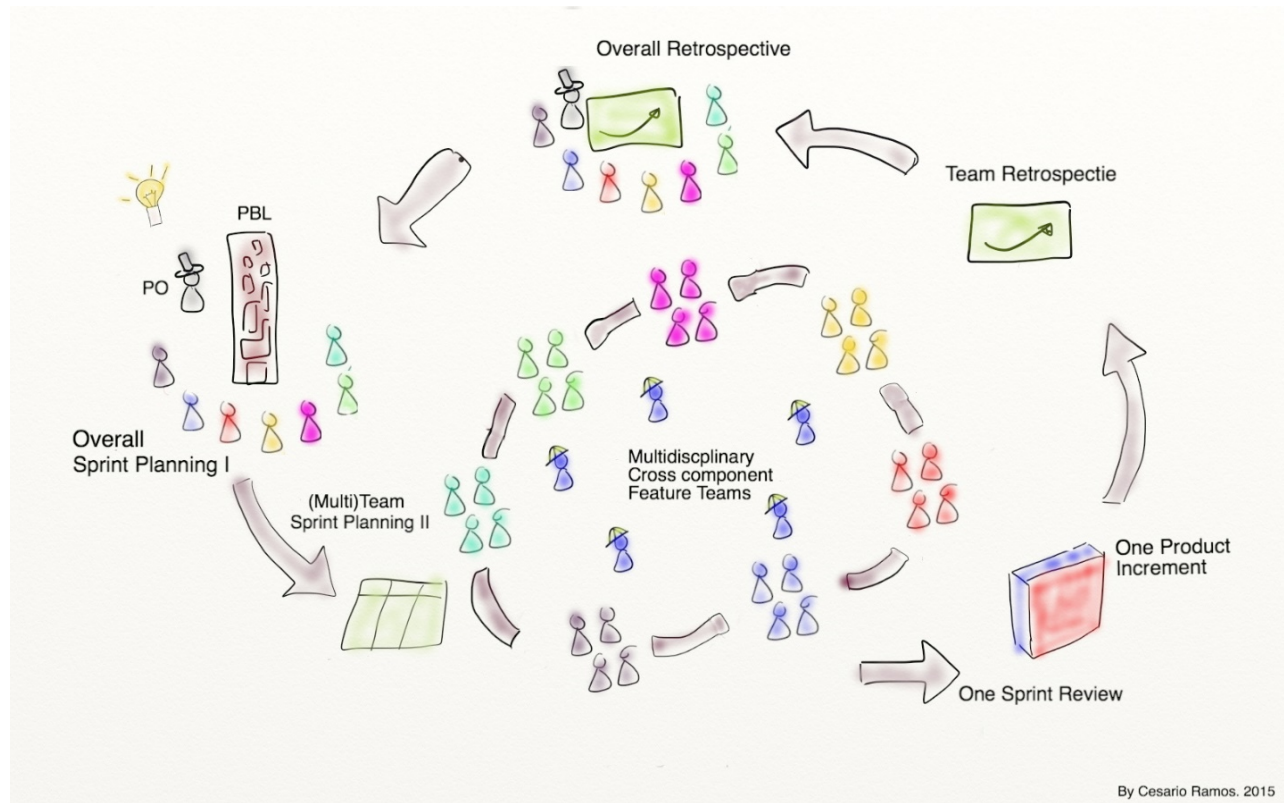 Overall Retrospective
Team Retrospectie
PBL
PO
Overall
Sprint Planning I
(Multi)Team
Sprint Planning II
Multidiscplinary
Cross component
Feature Teams
One Product
Increment
One Sprint Review
By Cesario Ramos. 2015